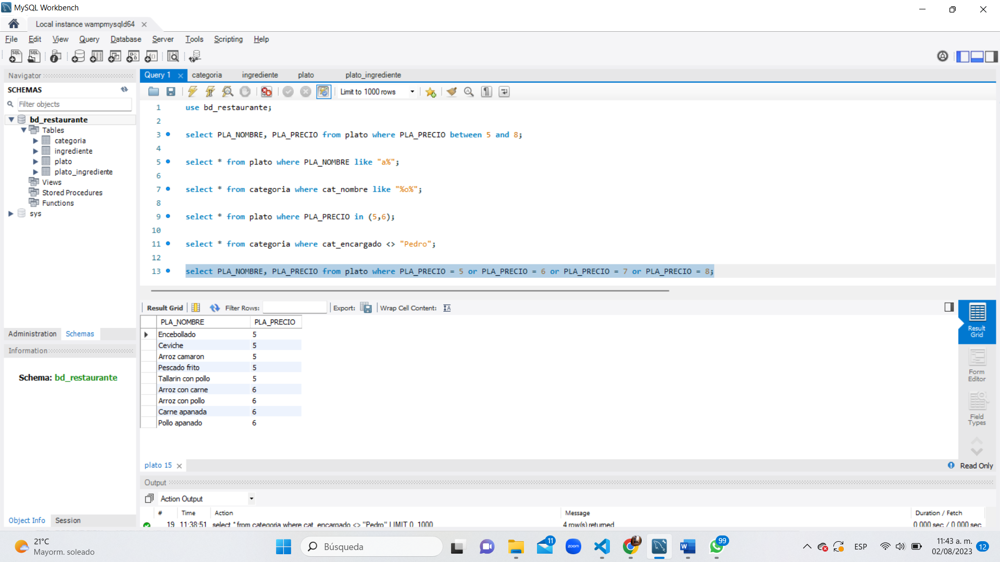 MySQL Workbench
Local instance wampmysqld64
File Edit View Query Database Server Tools Scripting Help
Navigator
SCHEMAS
Filter objects
bd_restaurante
Tables
categoria
ingrediente
plato
plato_ingrediente
Views
Stored Procedures
Functions
sys
Administration Schemas
Information
Schema: bd_restaurante
Object Info Session
Query 1 categoria ingrediente plato plato_ingrediente
Limit to 1000 rows
1 use bd_restaurante;
2
3 select PLA_NOMBRE, PLA_PRECIO from plato where PLA_PRECIO between 5 and 8;
4
5 select * from plato where PLA_NOMBRE like "a%";
6
7 select * from categoria where cat_nombre like "%o%";
8
9 select * from plato where PLA_PRECIO in (5,6);
10
11 select * from categoria where cat_encargado <> "Pedro";
12
13 select PLA_NOMBRE, PLA_PRECIO from plato where PLA_PRECIO = 5 or PLA_PRECIO = 6 or PLA_PRECIO = 7 or PLA_PRECIO = 8;
Result Grid Filter Rows: Export: Wrap Cell Content:
PLA_NOMBRE PLA_PRECIO
Encebollado 5
Ceviche 5
Arroz camaron 5
Pescado frito 5
Tallarin con pollo 5
Arroz con carne 6
Arroz con pollo 6
Carne apanada 6
Pollo apanado 6
Result
Grid
Form
Editor
Field
Types
plato 15
Read Only
Output
Action Output
# Time Action Message Duration / Fetch
19 11:38:51 select * from categoria where cat_encargado <> "Pedro" LIMIT 0, 1000 4 row(s) returned 0.000 sec / 0.000 sec
21°C
Mayorm. soleado
Búsqueda
11
zoom
W
99
ESP
11:43 a. m.
02/08/2023
12